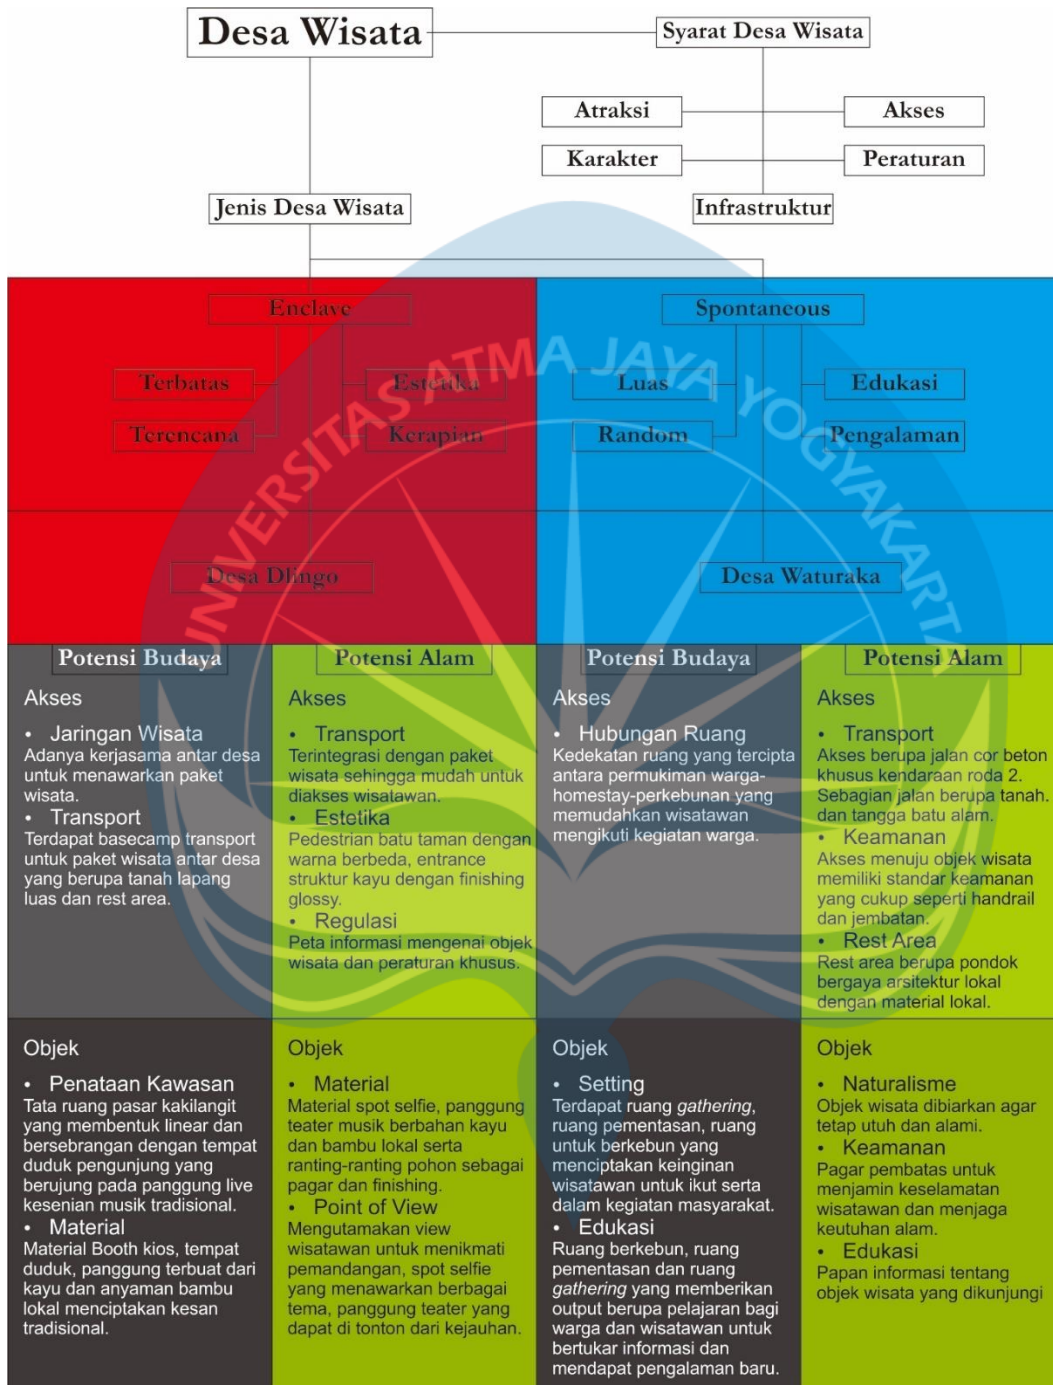 Desa Wisata
Syarat Desa Wisata
Atraksi
Akses
Karakter
Peraturan
Jenis Desa Wisata
Infrastruktur
Enclave
Spontaneous
Terbatas
Estetika
Luas
Edukasi
Terencana
Kerapian
Random
Pengalaman
UNIVERSITAS ATMA JAYA YOGYAKARTA
Desa Dlingo
Desa Waturaka
Potensi Budaya
Akses
• Jaringan Wisata
Adanya kerjasama antar desa
untuk menawarkan paket
wisata.
• Transport
Terdapat basecamp transport
untuk paket wisata antar desa
yang berupa tanah lapang
luas dan rest area.
Objek
• Penataan Kawasan
Tata ruang pasar kakilangit
yang membentuk linear dan
bersebrangan dengan tempat
duduk pengunjung yang
berujung pada panggung live
kesenian musik tradisional.
• Material
Material Booth kios, tempat
duduk, panggung terbuat dari
kayu dan anyaman bambu
lokal menciptakan kesan
tradisional.
Potensi Alam
Akses
• Transport
Terintegrasi dengan paket
wisata sehingga mudah untuk
diakses wisatawan.
• Estetika
Pedestrian batu taman dengan
warna berbeda, entrance
struktur kayu dengan finishing
glossy.
• Regulasi
Peta informasi mengenai objek
wisata dan peraturan khusus.
Objek
• Material
Material spot selfie, panggung
teater musik berbahan kayu
dan bambu lokal serta
ranting-ranting pohon sebagai
pagar dan finishing.
• Point of View
Mengutamakan view
wisatawan untuk menikmati
pemandangan, spot selfie
yang menawarkan berbagai
tema, panggung teater yang
dapat di tonton dari kejauhan.
Potensi Budaya
Akses
• Hubungan Ruang
Kedekatan ruang yang tercipta
antara permukiman warga-
homestay-perkebunan yang
memudahkan wisatawan
mengikuti kegiatan warga.
Objek
• Setting
Terdapat ruang gathering,
ruang pementasan, ruang
untuk berkebun yang
menciptakan keinginan
wisatawan untuk ikut serta
dalam kegiatan masyarakat.
• Edukasi
Ruang berkebun, ruang
pementasan dan ruang
gathering yang memberikan
output berupa pelajaran bagi
warga dan wisatawan untuk
bertukar informasi dan
mendapat pengalaman baru.
Potensi Alam
Akses
• Transport
Akses berupa jalan cor beton
khusus kendaraan roda 2.
Sebagian jalan berupa tanah.
dan tangga batu alam.
• Keamanan
Akses menuju objek wisata
memiliki standar keamanan
yang cukup seperti handrail
dan jembatan.
• Rest Area
Rest area berupa pondok
bergaya arsitektur lokal
dengan material lokal.
Objek
• Naturalisme
Objek wisata dibiarkan agar
tetap utuh dan alami.
• Keamanan
Pagar pembatas untuk
menjamin keselamatan
wisatawan dan menjaga
keutuhan alam.
• Edukasi
Papan informasi tentang
objek wisata yang dikunjungi